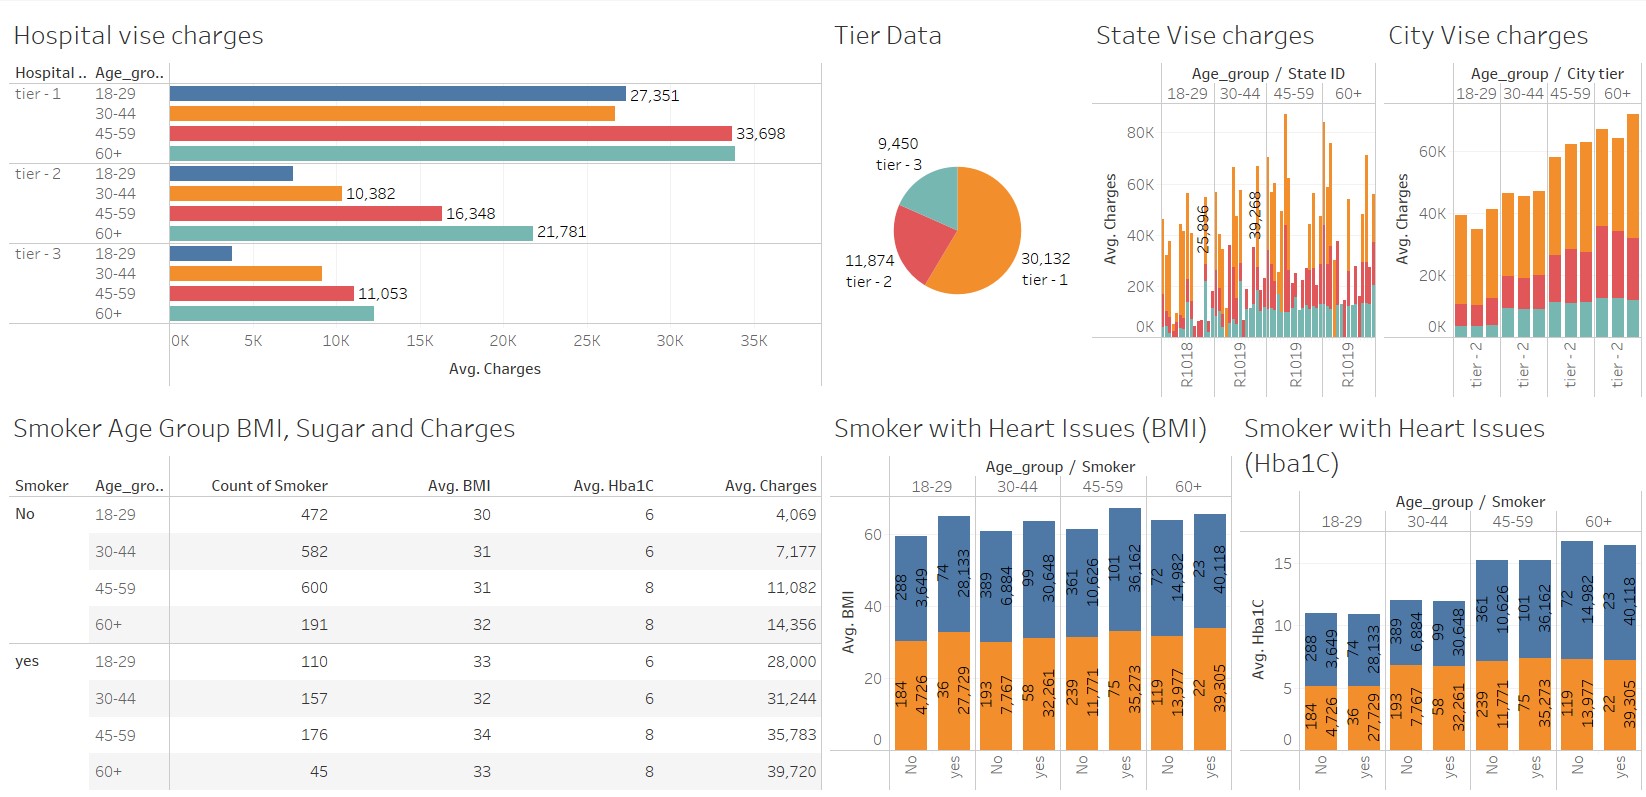 Hospital vise charges
Hospital .. Age_gro..
tier - 1 18-29 27,351
30-44
45-59 33,698
60+
tier - 2 18-29
30-44 10,382
45-59 16,348
60+ 21,781
tier - 3 18-29
30-44
45-59 11,053
60+
0K 5K 10K 15K 20K 25K 30K 35K
Avg. Charges
Tier Data
9,450
tier - 3
11,874
tier - 2
30,132
tier - 1
State Vise charges
Age_group / State ID
18-29 30-44 45-59 60+
80K
60K
40K
20K
0K
Avg. Charges
25,896
39,268
R1018 R1019 R1019 R1019
City Vise charges
Age_group / City tier
18-29 30-44 45-59 60+
60K
40K
20K
0K
Avg. Charges
tier - 2 tier - 2 tier - 2 tier - 2
Smoker Age Group BMI, Sugar and Charges
Smoker Age_gro.. Count of Smoker Avg. BMI Avg. Hba1C Avg. Charges
No 18-29 472 30 6 4,069
30-44 582 31 6 7,177
45-59 600 31 8 11,082
60+ 191 32 8 14,356
yes 18-29 110 33 6 28,000
30-44 157 32 6 31,244
45-59 176 34 8 35,783
60+ 45 33 8 39,720
Smoker with Heart Issues (BMI)
Age_group / Smoker
18-29 30-44 45-59 60+
60
40
20
0
Avg. BMI
288 3,649 74 28,133 389 6,884 99 30,648 361 10,626 101 36,162 72 14,982 23 40,118
184 4,726 36 27,729 193 7,767 58 32,261 239 11,771 75 35,273 119 13,977 22 39,305
No yes No yes No yes No yes
Smoker with Heart Issues
(Hba1C)
Age_group / Smoker
18-29 30-44 45-59 60+
15
10
5
0
Avg. Hba1C
288 3,649 74 28,133 389 6,884 99 30,648 361 10,626 101 36,162 72 14,982 23 40,118
184 4,726 36 27,729 193 7,767 58 32,261 239 11,771 75 35,273 119 13,977 22 39,305
No yes No yes No yes No yes